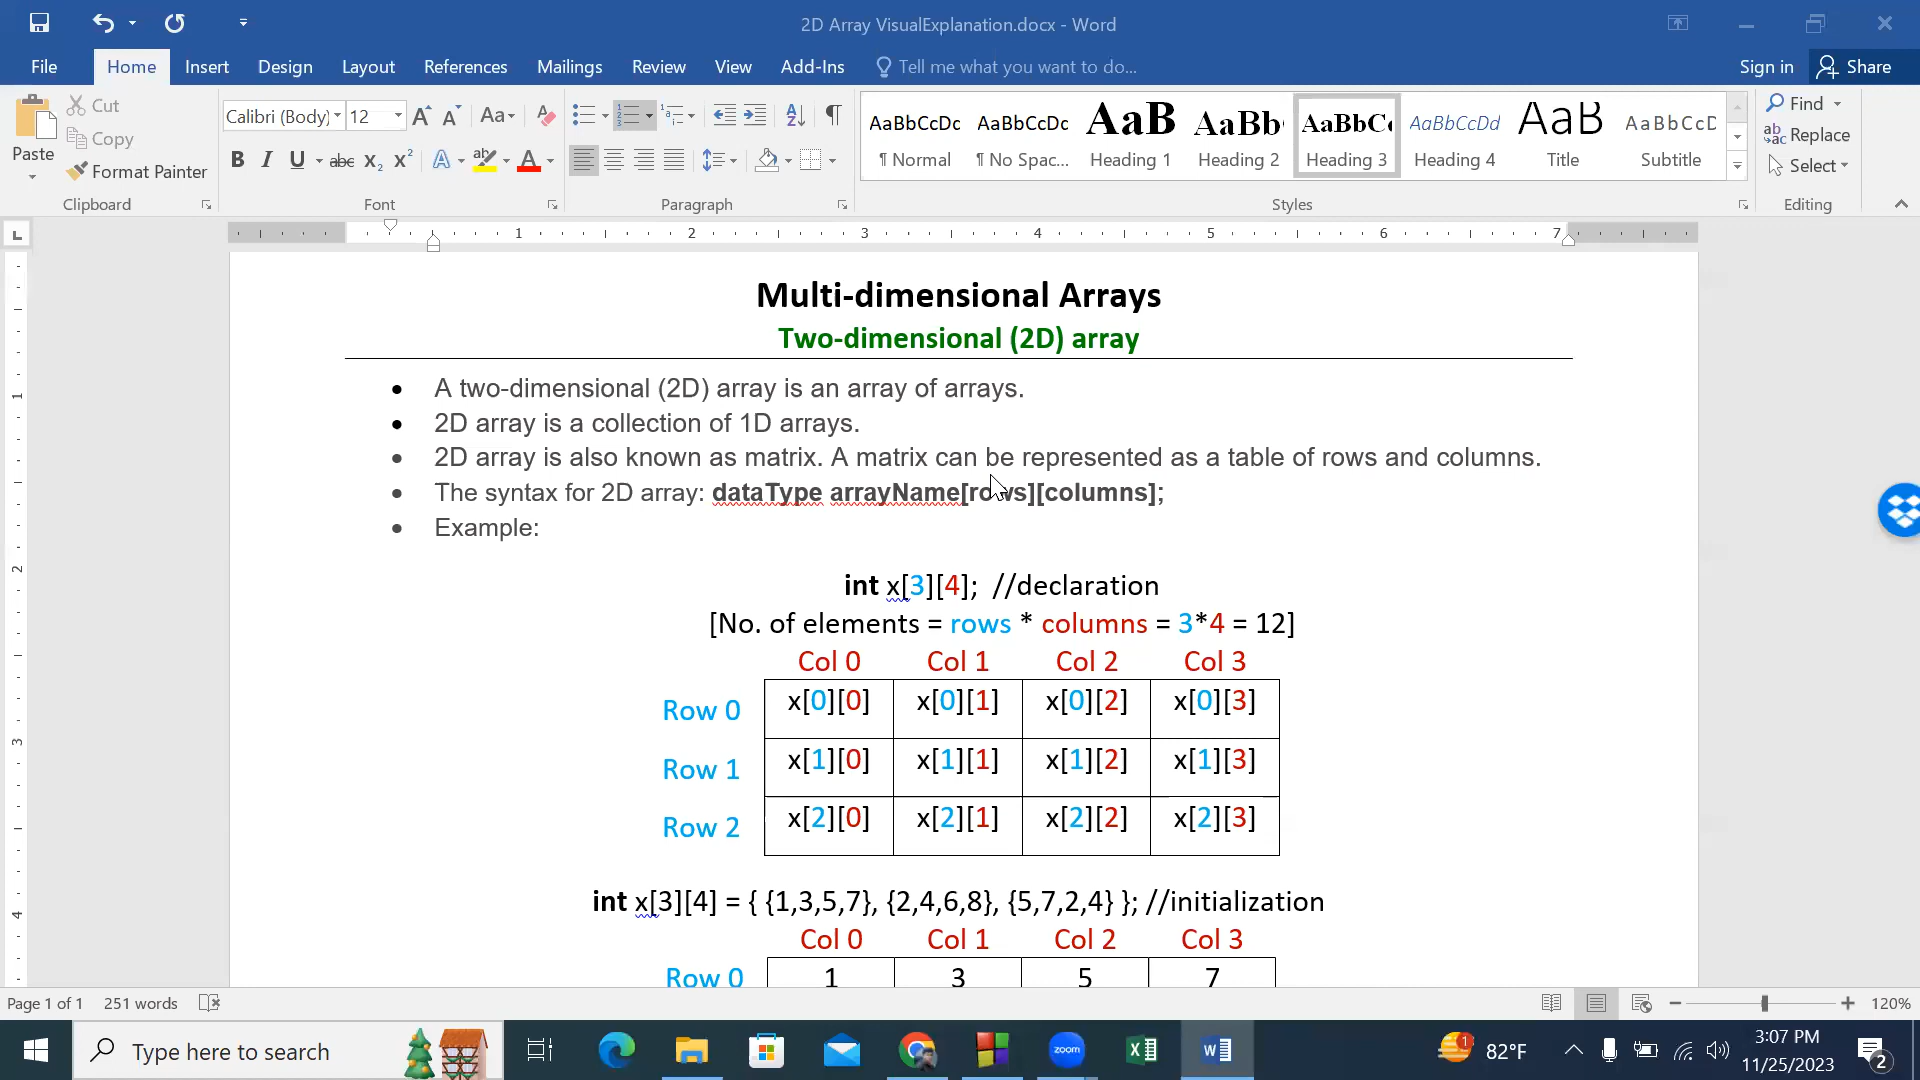 2D Array VisualExplanation.docx - Word
File Home Insert Design Layout References Mailings Review View Add-Ins Tell me what you want to do... Sign in Share
Paste
Cut
Copy
Format Painter
Clipboard
Calibri (Body) 12
Font
Paragraph
AaBbCcDc AaBbCcDc AaB AaBb AaBbC AaBbCcDd AaB AaBbCcD
¶ Normal ¶ No Spac... Heading 1 Heading 2 Heading 3 Heading 4 Title Subtitle
Styles
Find
Replace
Select
Editing
1 2 3 4 5 6 7
Multi-dimensional Arrays
Two-dimensional (2D) array
• A two-dimensional (2D) array is an array of arrays.
• 2D array is a collection of 1D arrays.
• 2D array is also known as matrix. A matrix can be represented as a table of rows and columns.
• The syntax for 2D array: dataType arrayName[rows][columns];
• Example:
int x[3][4]; //declaration
[No. of elements = rows * columns = 3*4 = 12]
Col 0 Col 1 Col 2 Col 3
Row 0 x[0][0] x[0][1] x[0][2] x[0][3]
Row 1 x[1][0] x[1][1] x[1][2] x[1][3]
Row 2 x[2][0] x[2][1] x[2][2] x[2][3]
int x[3][4] = { {1,3,5,7}, {2,4,6,8}, {5,7,2,4} }; //initialization
Col 0 Col 1 Col 2 Col 3
Row 0 1 3 5 7
Page 1 of 1 251 words 120%
Type here to search
zoom
1 82°F
3:07 PM
11/25/2023
2